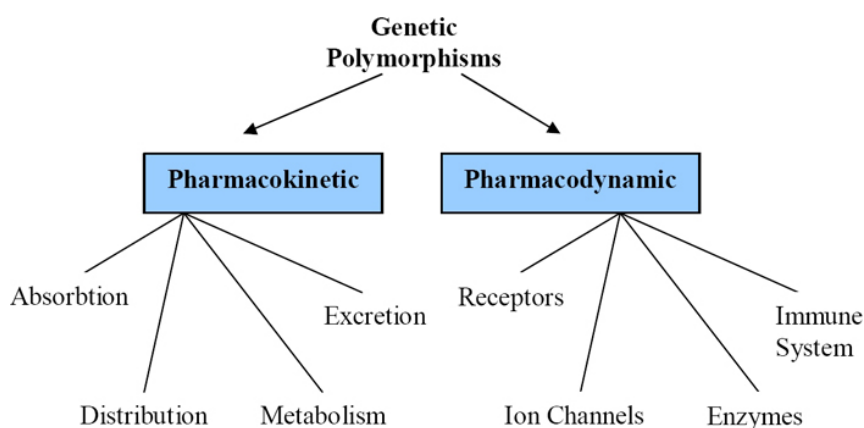 Genetic
Polymorphisms
Pharmacokinetic
Pharmacodynamic
Absorbtion
Excretion
Distribution
Metabolism
Receptors
Immune
System
Ion Channels
Enzymes